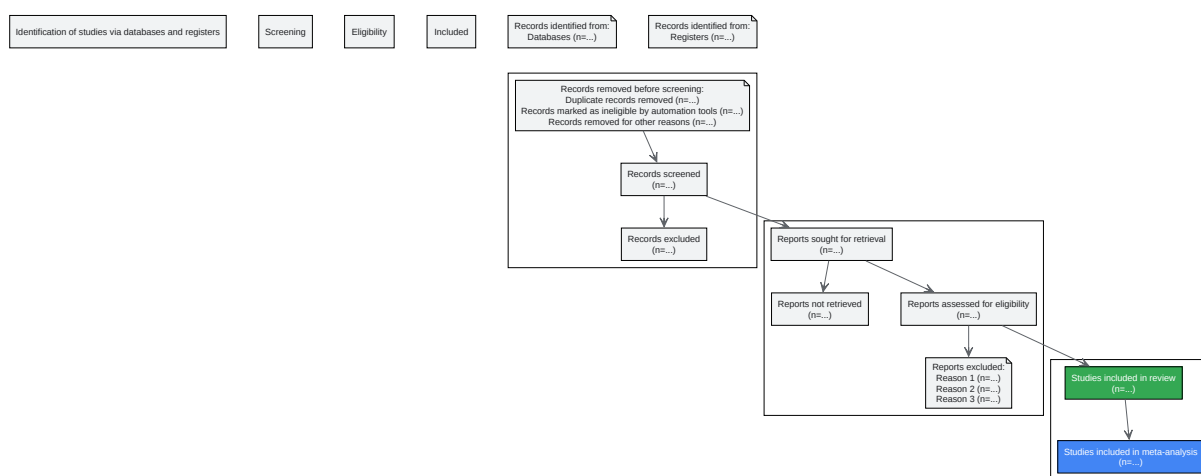 Identification of studies via databases and registers
Screening
Eligibility
Included
Records identified from:
Databases (n=...)
Records identified from:
Registers (n=...)
Records removed before screening:
Duplicate records removed (n=...)
Records marked as ineligible by automation tools (n=...)
Records removed for other reasons (n=...)
Records screened
(n=...)
Records excluded
(n=...)
Reports sought for retrieval
(n=...)
Reports not retrieved
(n=...)
Reports assessed for eligibility
(n=...)
Reports excluded:
Reason 1 (n=...)
Reason 2 (n=...)
Reason 3 (n=...)
Studies included in review
(n=...)
Studies included in meta-analysis
(n=...)